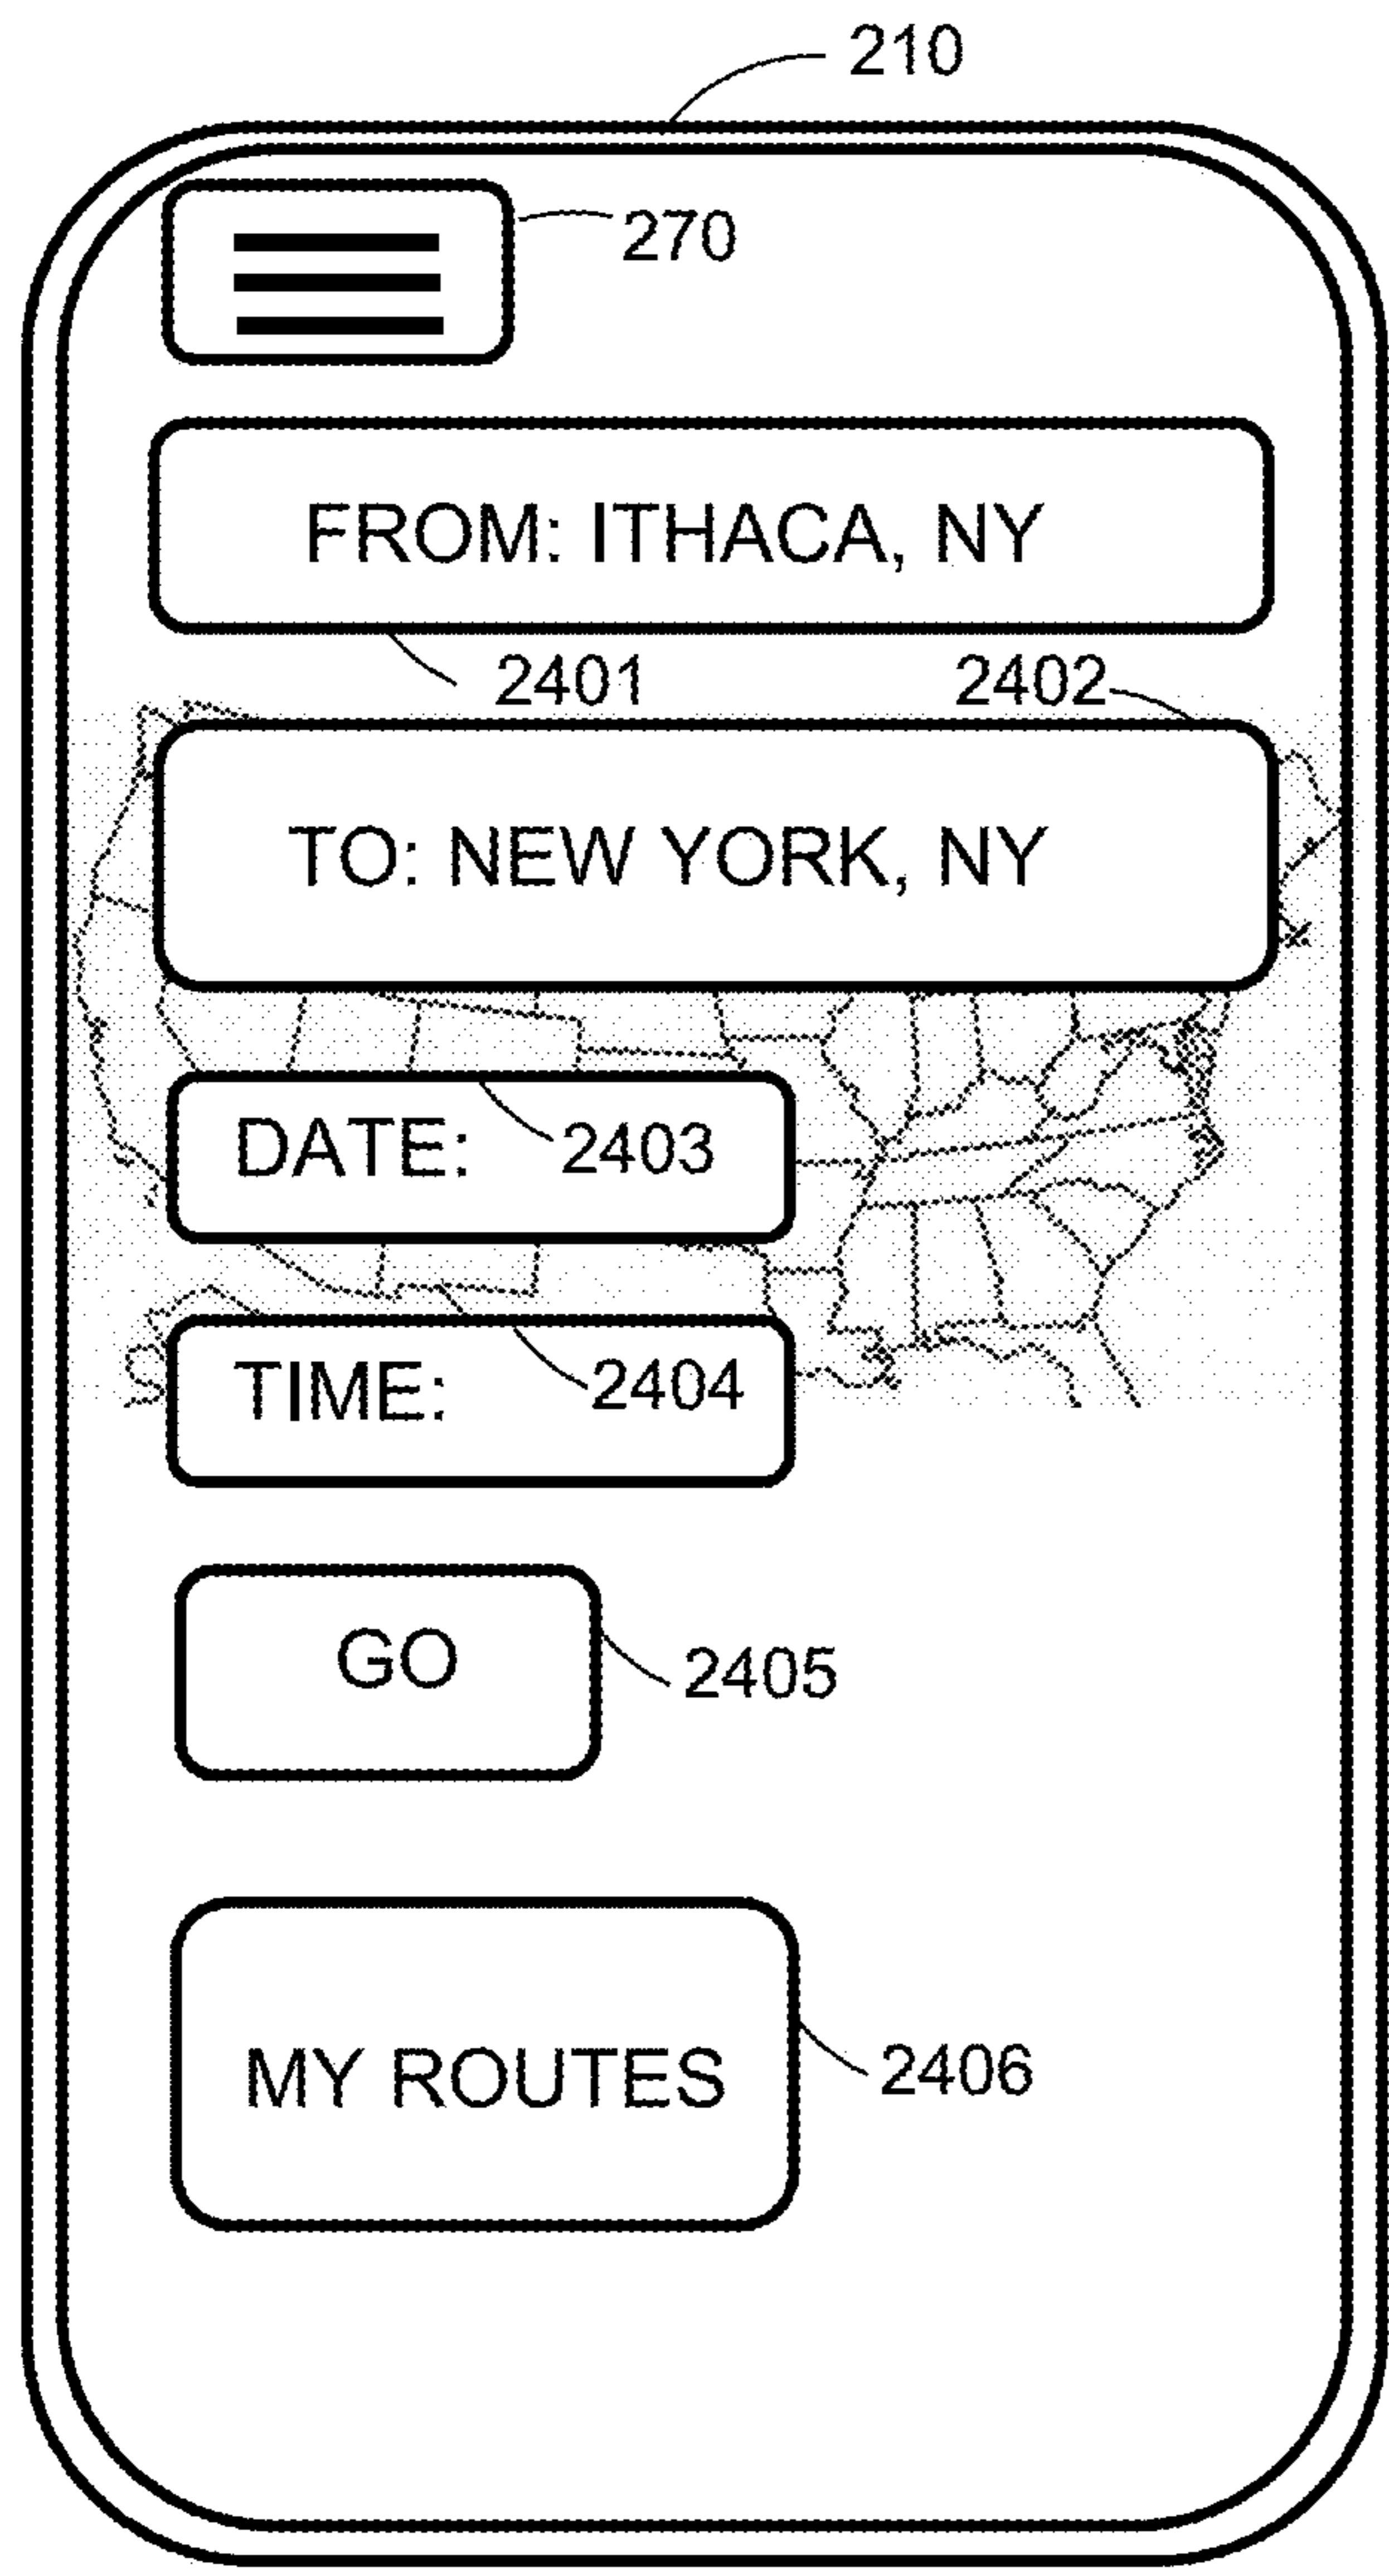 210
270
FROM: ITHACA, NY
2401 2402
TO: NEW YORK, NY
DATE: 2403
TIME: 2404
GO 2405
MY ROUTES 2406